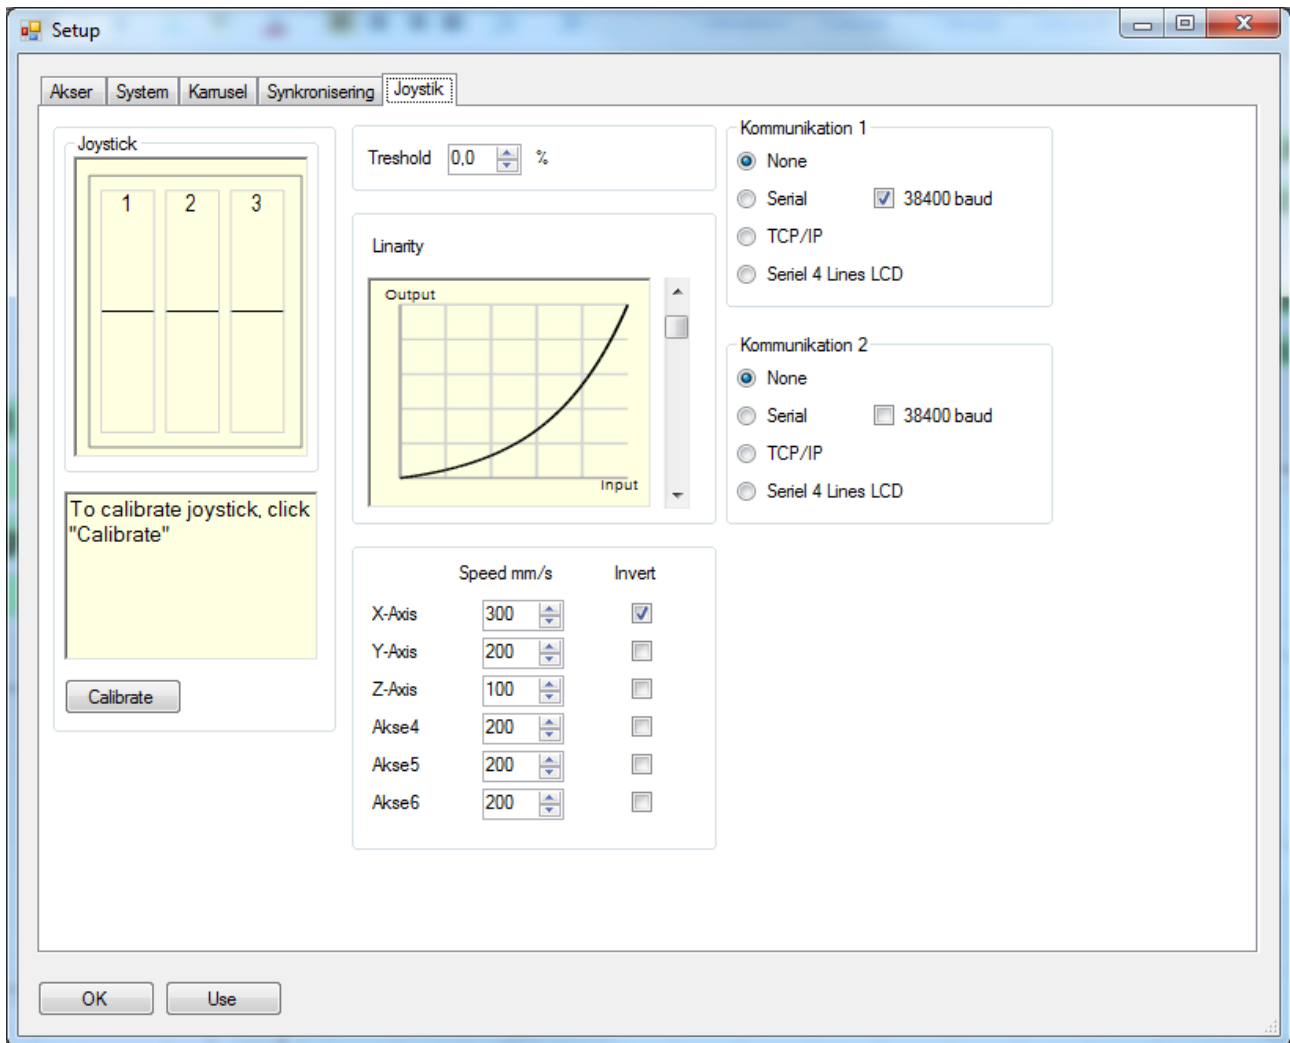 Setup
Akser System Karrusel Synkronisering Joystik
Joystick
1 2 3
To calibrate joystick, click
"Calibrate"
Calibrate
Treshold 0,0 %
Linarity
Output
Input
Speed mm/s Invert
X-Axis 300
Y-Axis 200
Z-Axis 100
Akse4 200
Akse5 200
Akse6 200
Kommunikation 1
None
Serial 38400 baud
TCP/IP
Seriel 4 Lines LCD
Kommunikation 2
None
Serial 38400 baud
TCP/IP
Seriel 4 Lines LCD
OK Use